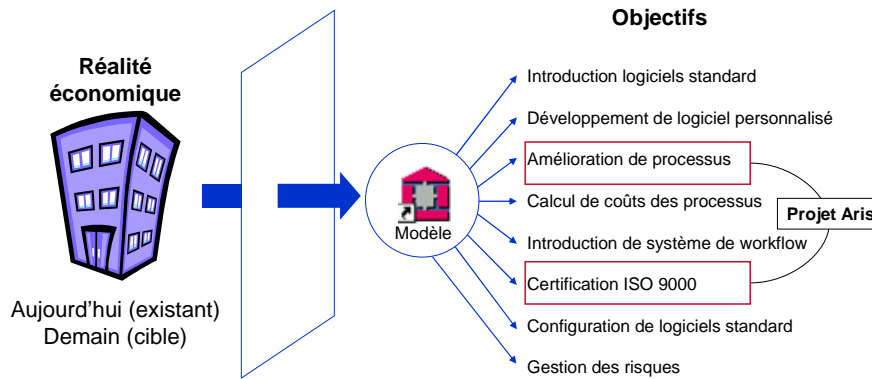 Objectifs
Réalité
économique
Introduction logiciels standard
Développement de logiciel personnalisé
Amélioration de processus
Calcul de coûts des processus
Projet Aris
Modèle
Introduction de système de workflow
Certification ISO 9000
Aujourd'hui (existant)
Demain (cible)
Configuration de logiciels standard
Gestion des risques